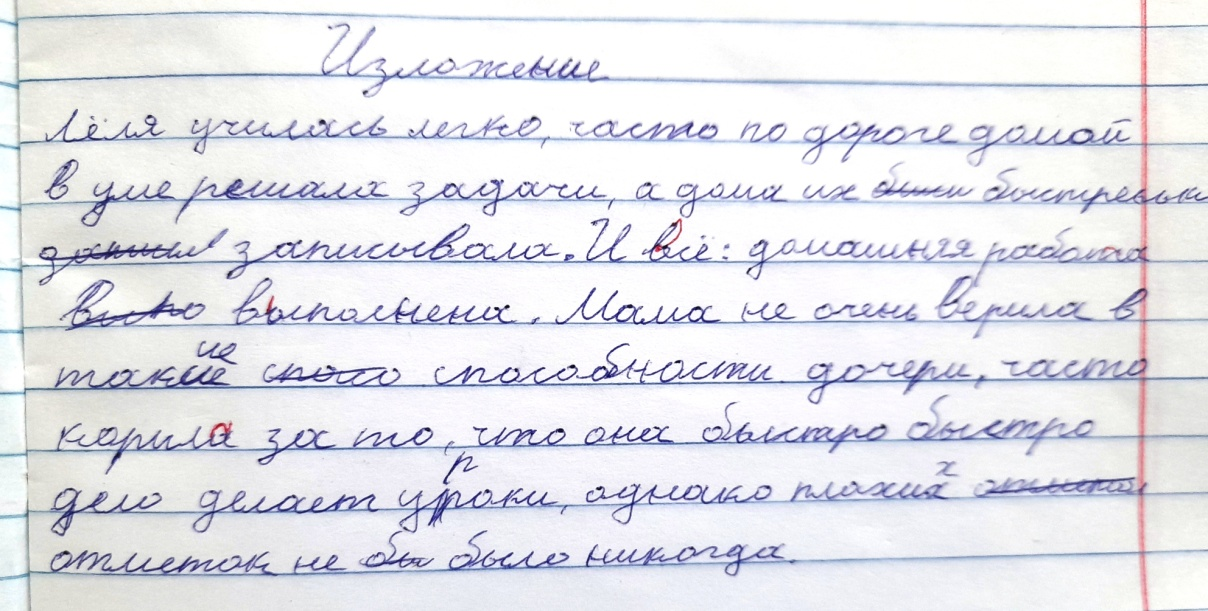 Изложение
Лёля училась легко, часто по дороге домой
в уме решала задачи, а дома их быстренько
записывала. И всё: домашняя работа
выполнена. Мама не очень верила в
такие способности дочери, часто
корила за то, что она быстро быстро
дело делает уроки, однако плохих
отметок не было никогда.